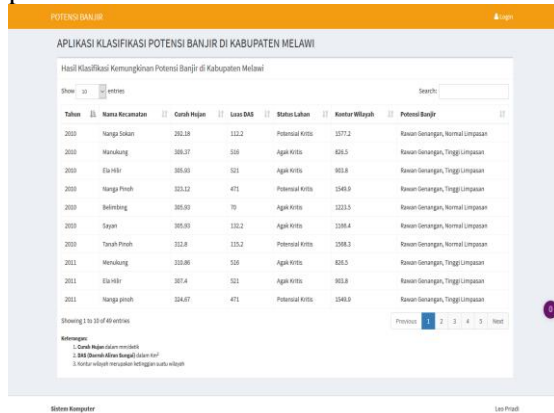 POTENSI BANJIR Login
APLIKASI KLASIFIKASI POTENSI BANJIR DI KABUPATEN MELAWI
Hasil Klasifikasi Kemungkinan Potensi Banjir di Kabupaten Melawi
Show 10 entries Search:
Tahun Nama Kecamatan Curah Hujan Luas DAS Status Lahan Kontur Wilayah Potensi Banjir
2010 Nanga Sokan 292.18 112.2 Potensial Kritis 1577.2 Rawan Genangan, Normal Limpasan
2010 Manukung 309.37 516 Agak Kritis 826.5 Rawan Genangan, Tinggi Limpasan
2010 Ella Hilir 305.93 521 Agak Kritis 903.8 Rawan Genangan, Tinggi Limpasan
2010 Nanga Pinoh 323.12 471 Potensial Kritis 1549.9 Rawan Genangan, Tinggi Limpasan
2010 Belimbing 305.93 70 Agak Kritis 1223.5 Rawan Genangan, Normal Limpasan
2010 Sayan 305.93 132.2 Agak Kritis Rawan Genangan, Normal Limpasan
2010 Tanah Pinoh 312.8 115.2 Potensial Kritis 1568.3 Rawan Genangan, Tinggi Limpasan
2011 Menukung 310.86 516 Agak Kritis 826.5 Rawan Genangan, Tinggi Limpasan
2011 Ella Hilir 307.4 521 Agak Kritis 903.8 Rawan Genangan, Tinggi Limpasan
2011 Nanga pinoh 324.67 471 Potensial Kritis 1549.9 Rawan Genangan, Tinggi Limpasan
Showing 1 to 10 of 49 entries Previous 1 2 3 4 5 Next
Keterangan:
1. Curah Hujan dalam mm/detik
2. DAS (Daerah Aliran Sungai) dalam Km²
3. Kontur wilayah merupakan ketinggian suatu wilayah
Sistem Komputer Leo Priadi